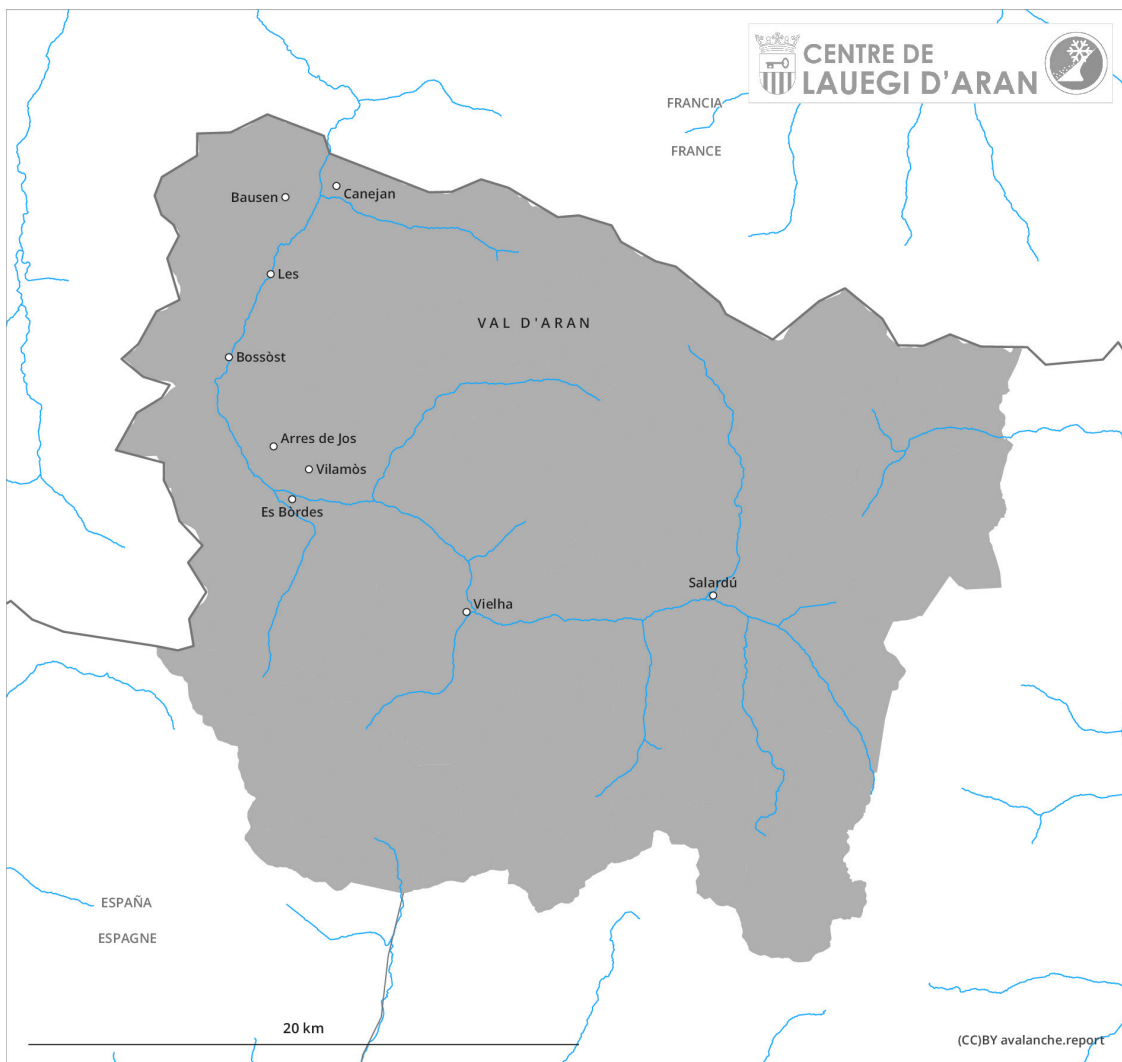 CENTRE DE
LAUEGI D'ARAN
FRANCIA
FRANCE
Bausen
Canejan
Les
VAL D'ARAN
Bossòst
Arres de Jos
Vilamòs
Es Bòrdes
Salardú
Vielha
ESPAÑA
ESPAGNE
20 km
(CC)BY avalanche.report